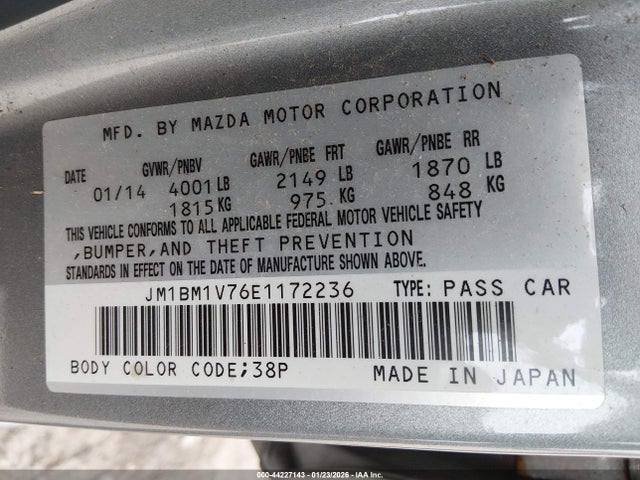 MFD. BY MAZDA MOTOR CORPORATION
DATE GVWR/PNBV GAWR/PNBE FRT GAWR/PNBE RR
01/14 4001 LB 2149 LB 1870 LB
1815 KG 975 KG 848 KG
THIS VEHICLE CONFORMS TO ALL APPLICABLE FEDERAL MOTOR VEHICLE SAFETY
,BUMPER,AND THEFT PREVENTION
STANDARDS IN EFFECT ON THE DATE OF MANUFACTURE SHOWN ABOVE.
JM1BM1V76E1172236 TYPE: PASS CAR
BODY COLOR CODE;38P MADE IN JAPAN
000-44227143 - 01/23/2026 - IAA Inc.